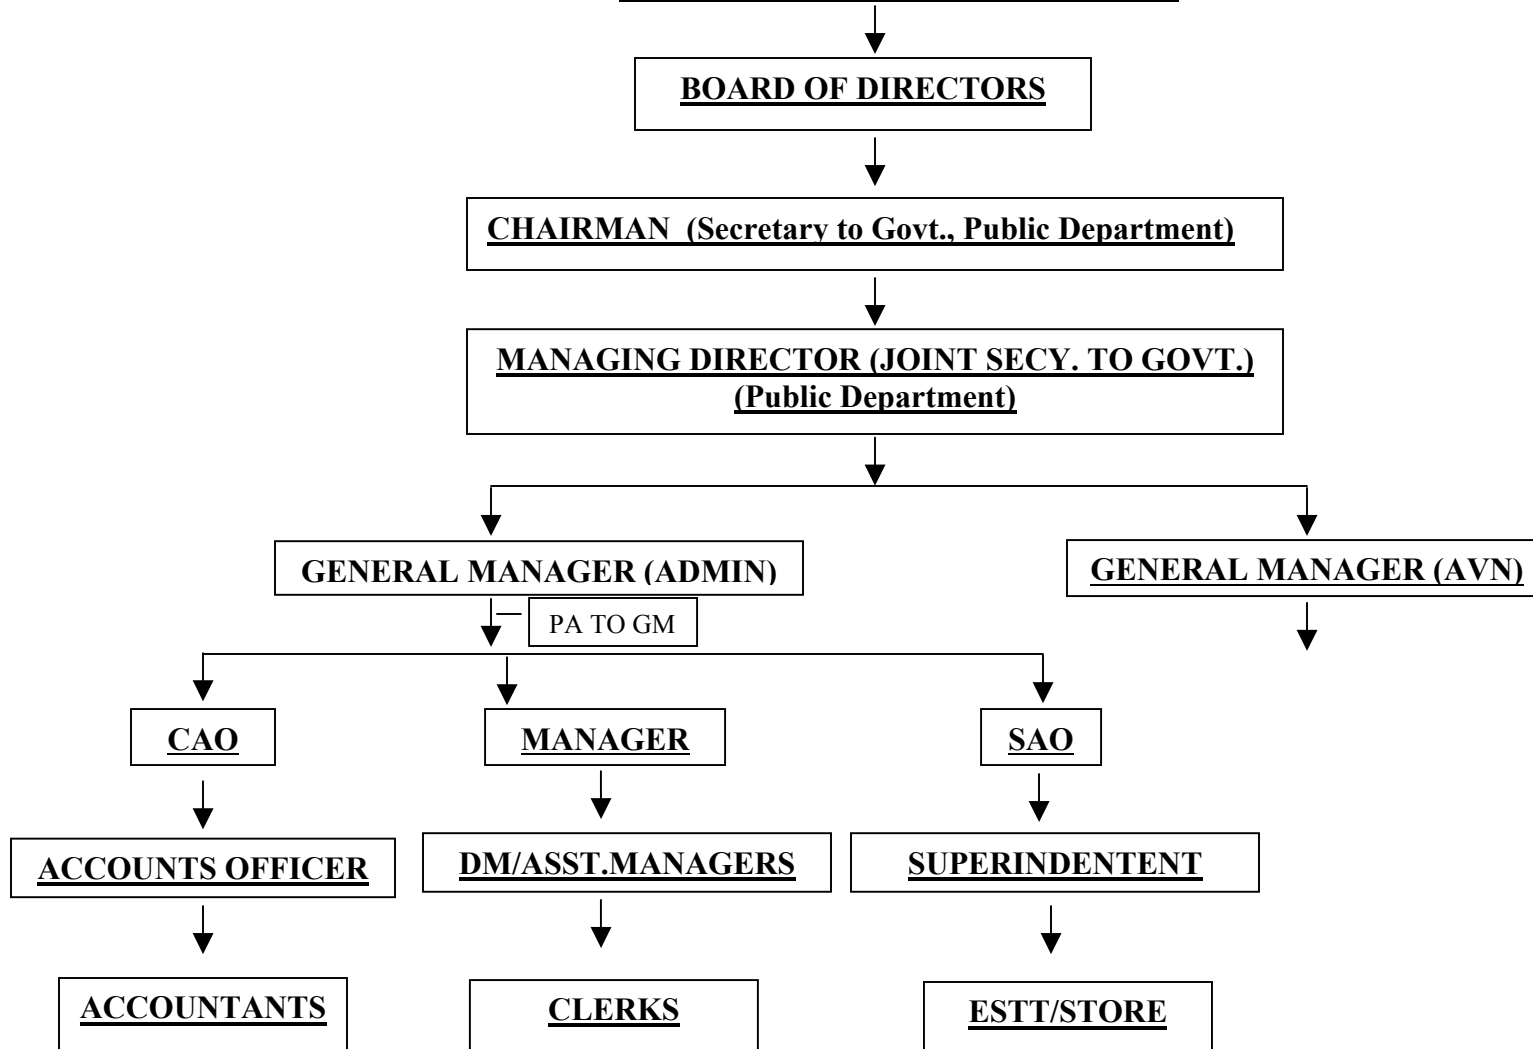 BOARD OF DIRECTORS
CHAIRMAN (Secretary to Govt., Public Department)
MANAGING DIRECTOR (JOINT SECY. TO GOVT.)
(Public Department)
GENERAL MANAGER (ADMIN)
GENERAL MANAGER (AVN)
PA TO GM
CAO
MANAGER
SAO
ACCOUNTS OFFICER
DM/ASST.MANAGERS
SUPERINDENTENT
ACCOUNTANTS
CLERKS
ESTT/STORE